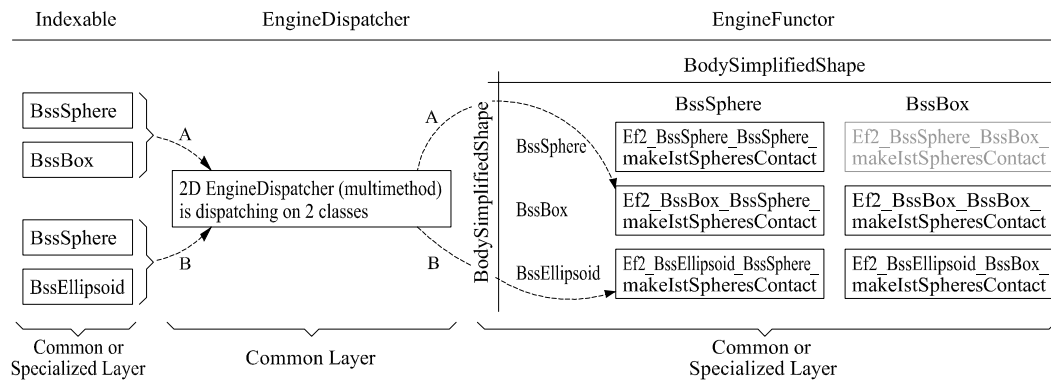 Indexable
EngineDispatcher
EngineFunctor
BodySimplifiedShape
BssSphere
BssBox
BssSphere
BssBox
A
A
BodySimplifiedShape
BssSphere
Ef2_BssSphere_BssSphere_
makeIstSpheresContact
Ef2_BssSphere_BssBox_
makeIstSpheresContact
2D EngineDispatcher (multimethod)
is dispatching on 2 classes
BssBox
Ef2_BssBox_BssSphere_
makeIstSpheresContact
Ef2_BssBox_BssBox_
makeIstSpheresContact
BssSphere
BssEllipsoid
B
B
BssEllipsoid
Ef2_BssEllipsoid_BssSphere_
makeIstSpheresContact
Ef2_BssEllipsoid_BssBox_
makeIstSpheresContact
Common or
Specialized Layer
Common Layer
Common or
Specialized Layer